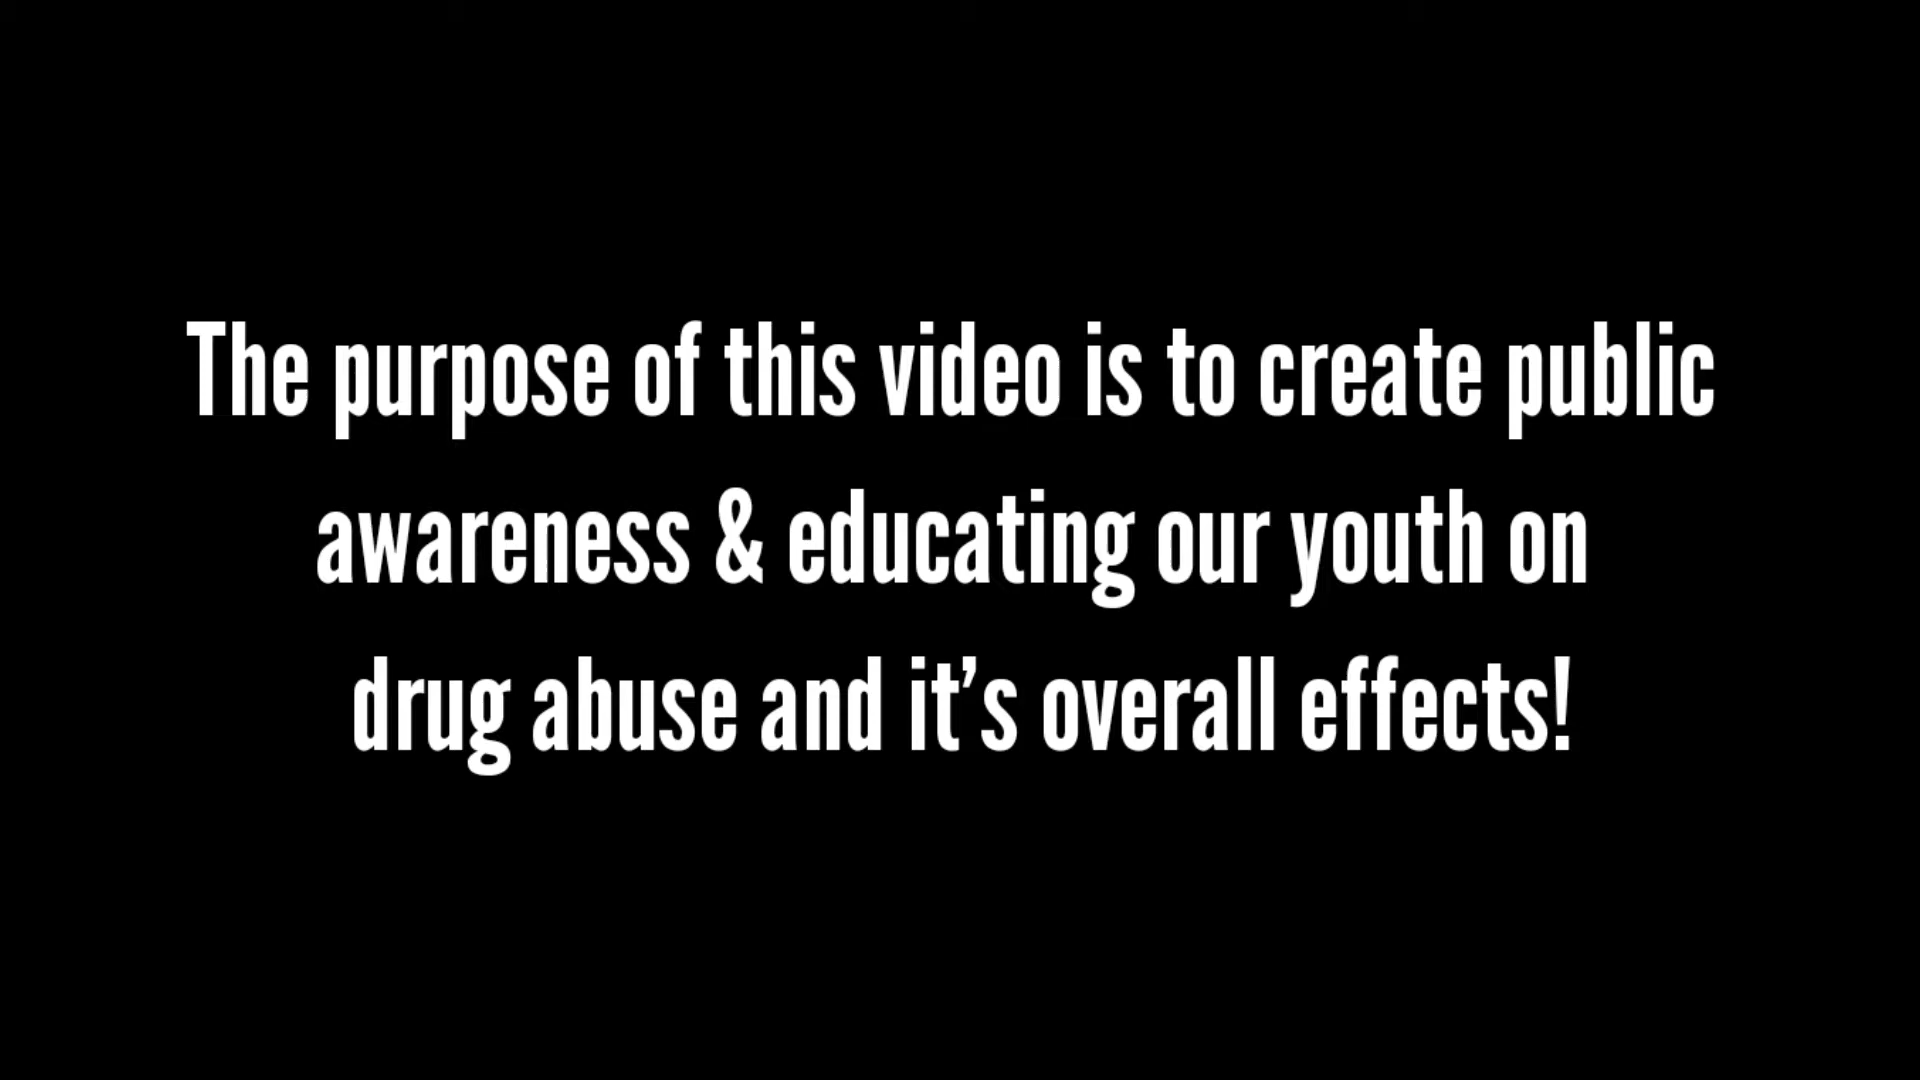 The purpose of this video is to create public
awareness & educating our youth on
drug abuse and it’s overall effects!